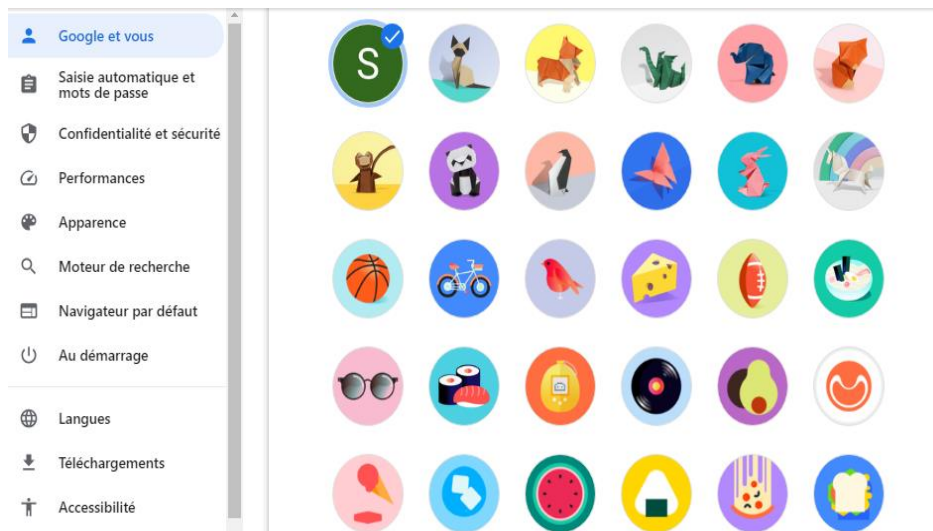 Google et vous
Saisie automatique et
mots de passe
Confidentialité et sécurité
Performances
Apparence
Moteur de recherche
Navigateur par défaut
Au démarrage
Langues
Téléchargements
Accessibilité
S